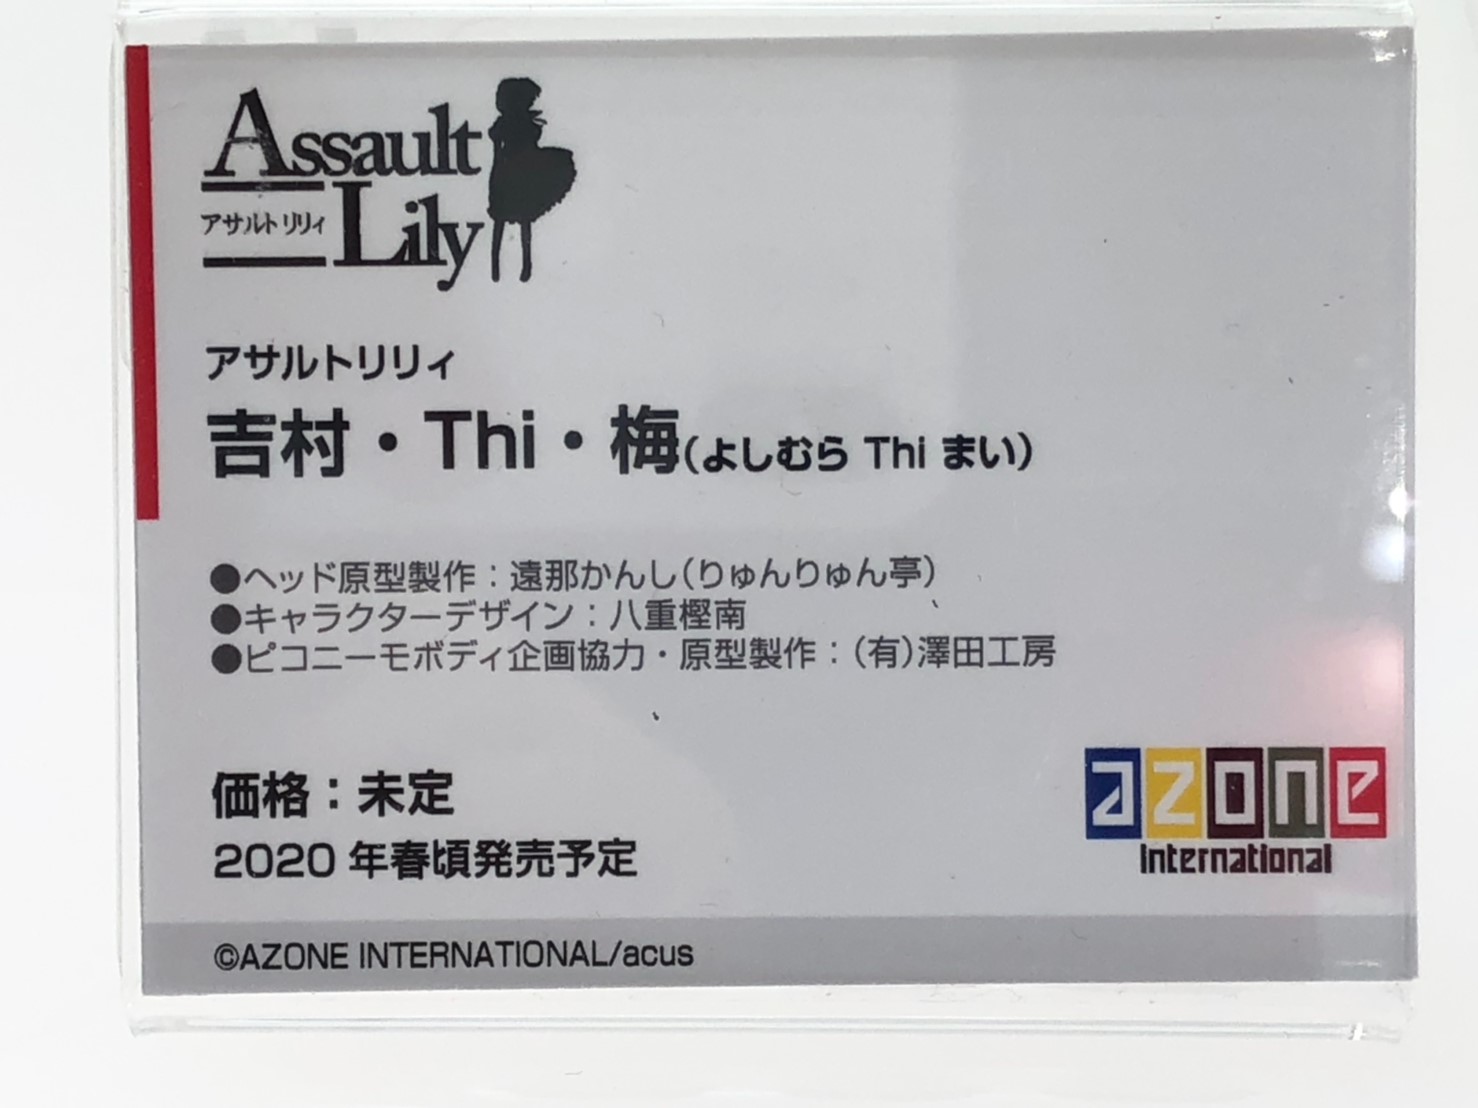 Assault
アサルトリリィ Lily
アサルトリリィ
吉村・Thi・梅(よしむら Thi まい)
●ヘッド原型製作：遠那かんし(りゅんりゅん亭)
●キャラクターデザイン：八重樫南
●ピコニーモボディ企画協力・原型製作：(有)澤田工房
価格：未定
2020 年春頃発売予定
azone
International
©AZONE INTERNATIONAL/acus